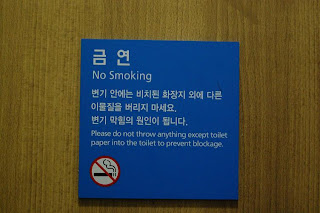 금 연
No Smoking
변기 안에는 비치된 화장지 외에 다른
이물질을 버리지 마세요.
변기 막힘의 원인이 됩니다.
Please do not throw anything except toilet
paper into the toilet to prevent blockage.